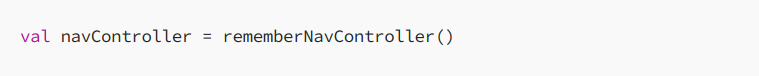 val navController = rememberNavController()